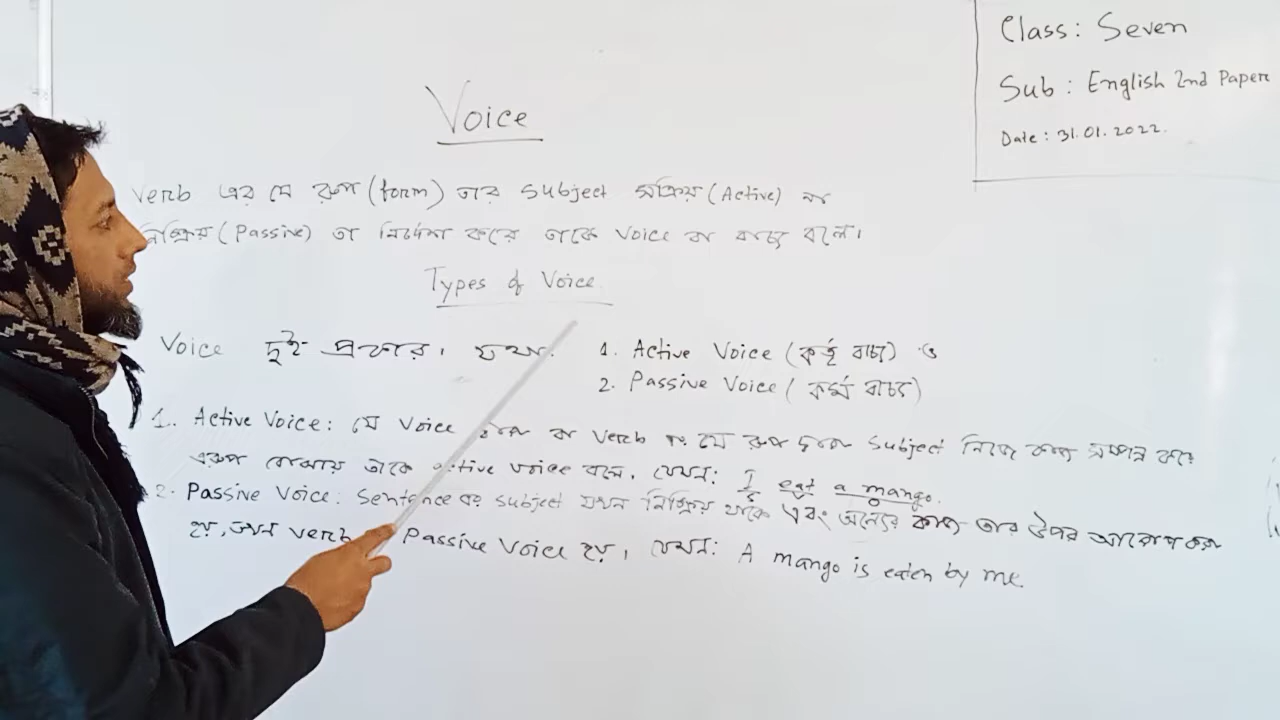 Class: Seven
Sub: English 2nd Paper
Date: 31.01.2022.
Voice
Verb এর যে রুপ (form) তার Subject সক্রিয় (Active) না
নিষ্ক্রিয় (Passive) তা নির্দেশ করে তাকে Voice বা বাচ্য বলে।
Types of Voice.
Voice দুই প্রকার। যথা:
1. Active Voice (কর্তৃ বাচ্য) ও
2. Passive Voice (কর্ম বাচ্য)
1. Active Voice: যে Voice বা Verb এর যে রুপ দ্বারা Subject নিজে কাজ সম্পন্ন করে
এরূপ বোঝায় তাকে active voice বলে, যেমন: I eat a mango.
S V O
2. Passive Voice: Sentence এর subject যখন নিষ্ক্রিয় থাকে এবং অন্যের কাজ তার উপর আরোপ করা
হয়, তখন verb Passive Voice হয়। যেমন: A mango is eaten by me.